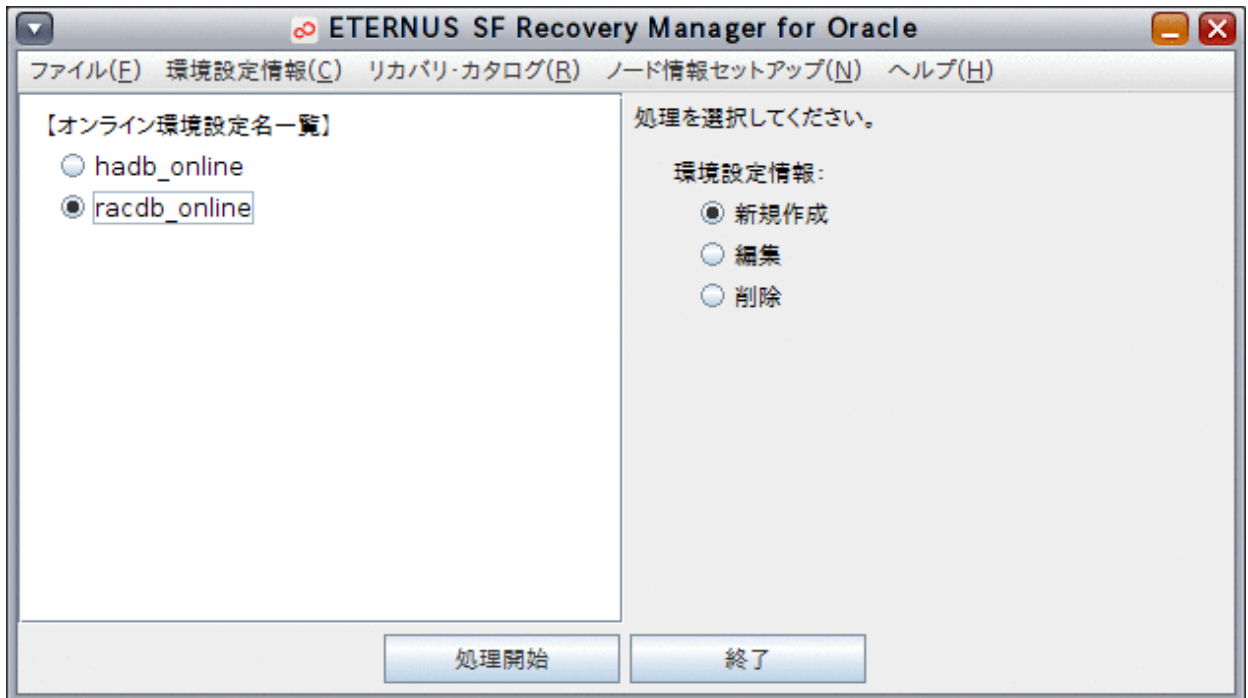 ETERNUS SF Recovery Manager for Oracle
ファイル(F) 環境設定情報(C) リカバリ・カタログ(R) ノード情報セットアップ(N) ヘルプ(H)
【オンライン環境設定名一覧】
hadb_online
racdb_online
処理を選択してください。
環境設定情報:
新規作成
編集
削除
処理開始 終了